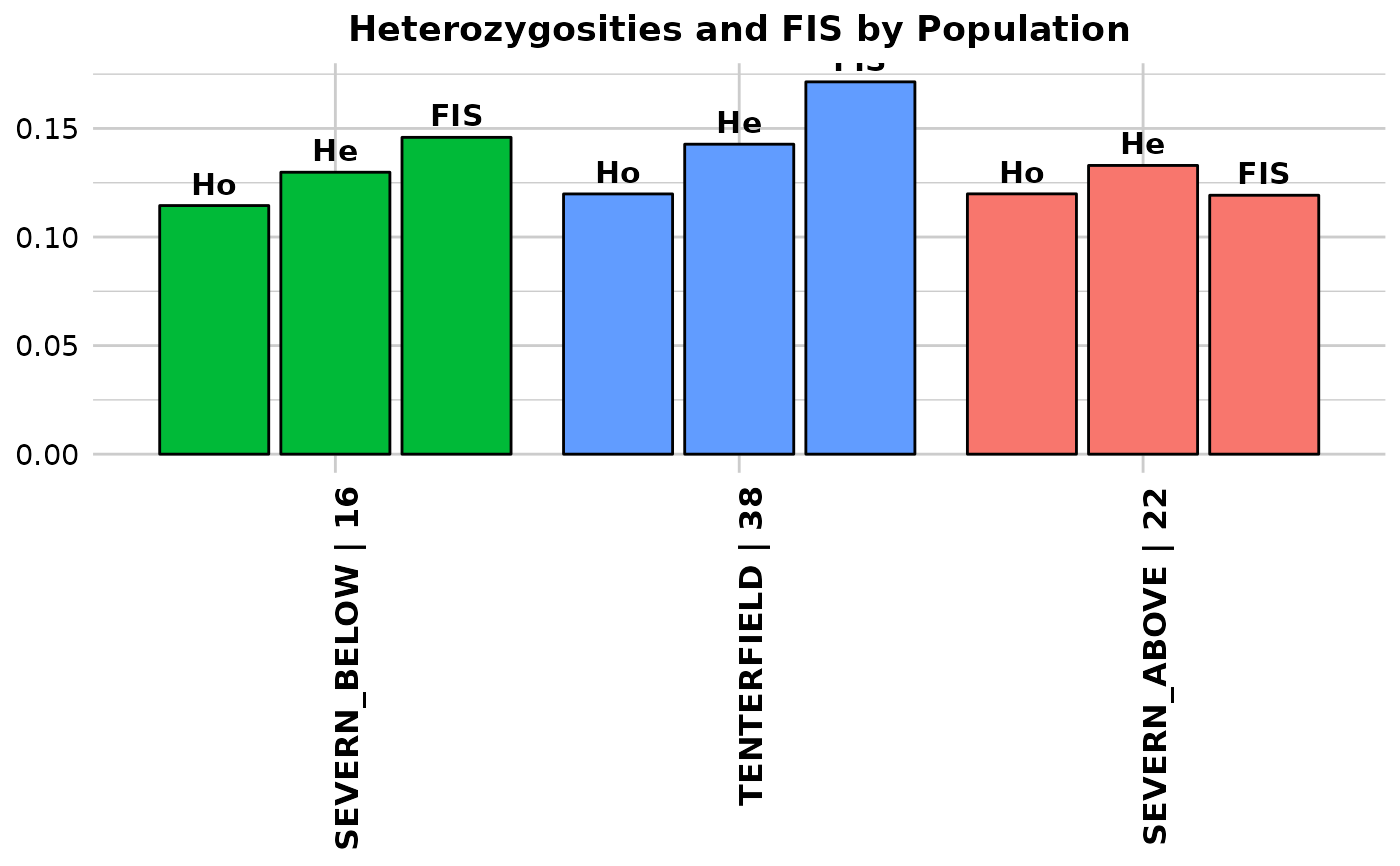 Heterozygosities and FIS by Population
0.15
0.10
0.05
0.00
Ho
He
FIS
Ho
He
FIS
Ho
He
FIS
SEVERN_BELOW | 16
TENTERFIELD | 38
SEVERN_ABOVE | 22